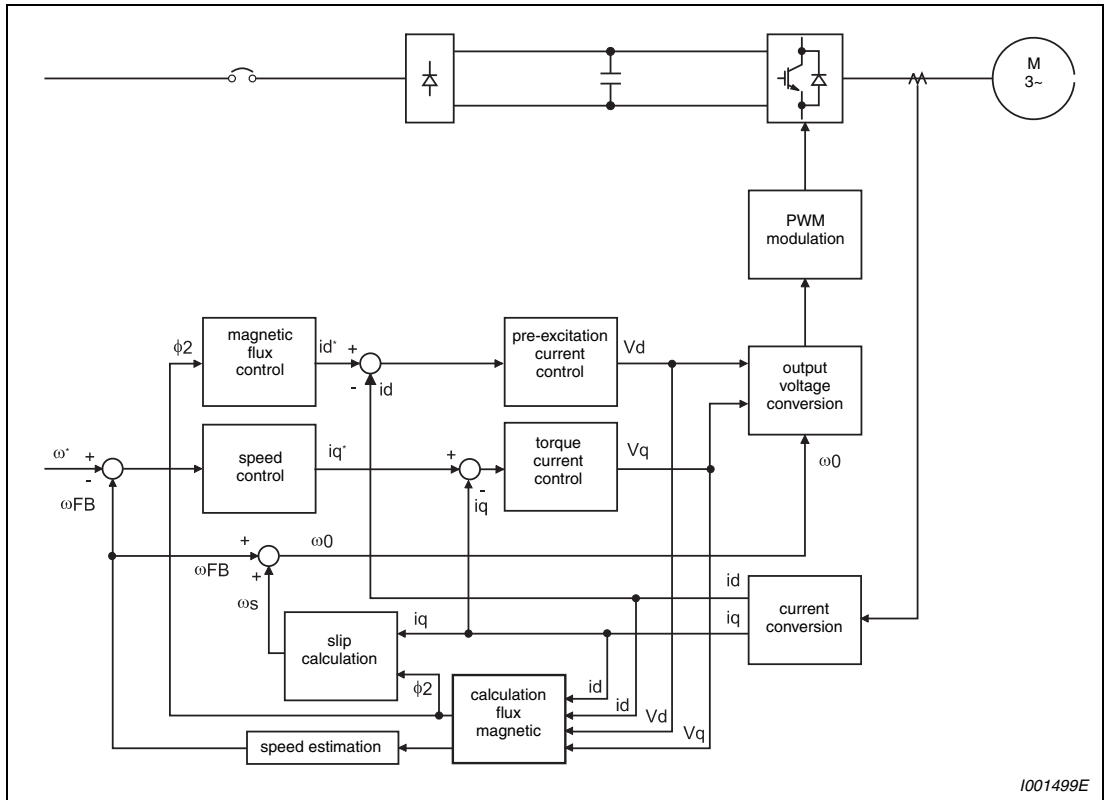 M
3~
PWM
modulation
ϕ2
magnetic
flux
control
id*
+
-
id
pre-excitation
current
control
Vd
output
voltage
conversion
ω*
+
-
ωFB
speed
control
iq*
+
-
iq
torque
current
control
Vq
ω0
+
ωFB
+
ω0
ωs
id
iq
current
conversion
slip
calculation
iq
ϕ2
calculation
flux
magnetic
id
id
Vd
Vq
speed estimation
I001499E